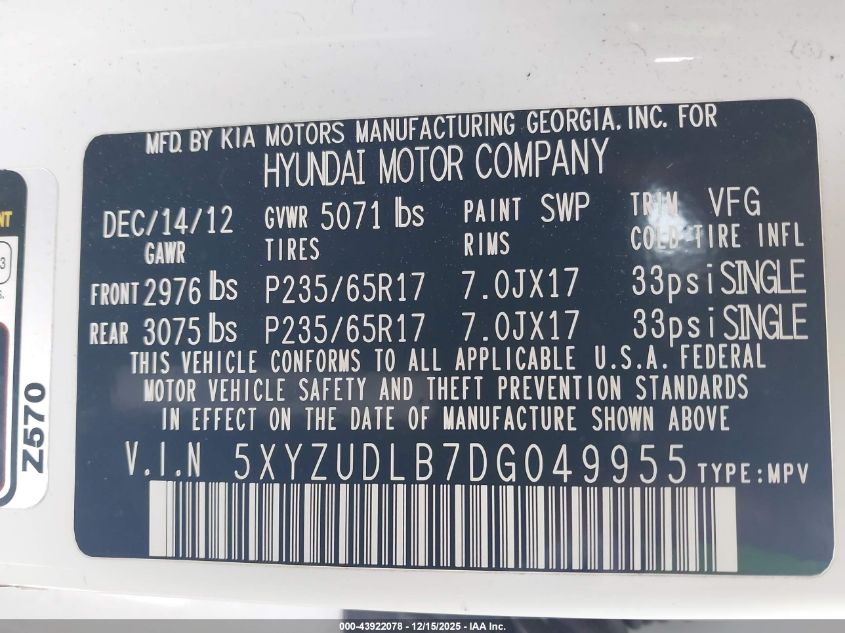 MFD. BY KIA MOTORS MANUFACTURING GEORGIA, INC. FOR
HYUNDAI MOTOR COMPANY
DEC/14/12 GVWR 5071 lbs PAINT SWP TRIM VFG
GAWR TIRES RIMS COLD TIRE INFL
FRONT 2976 lbs P235/65R17 7.0JX17 33psi SINGLE
REAR 3075 lbs P235/65R17 7.0JX17 33psi SINGLE
THIS VEHICLE CONFORMS TO ALL APPLICABLE U.S.A. FEDERAL
MOTOR VEHICLE SAFETY AND THEFT PREVENTION STANDARDS
IN EFFECT ON THE DATE OF MANUFACTURE SHOWN ABOVE
V.I.N 5XYZUDLB7DG049955 TYPE:MPV
Z570
000-43922078 - 12/15/2025 - IAA Inc.